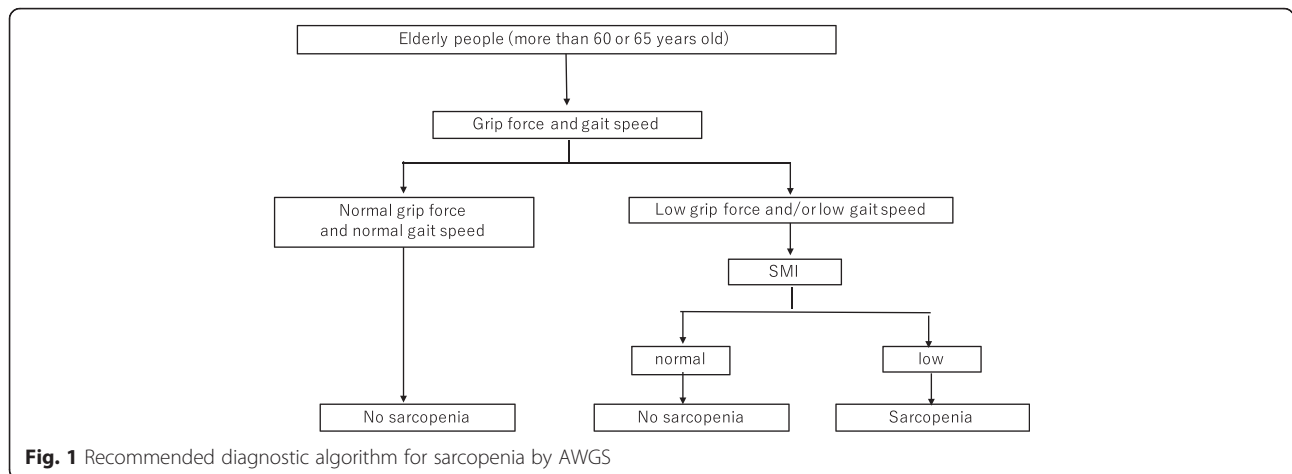 Elderly people (more than 60 or 65 years old)
Grip force and gait speed
Normal grip force
and normal gait speed
Low grip force and/or low gait speed
SMI
normal
low
No sarcopenia
No sarcopenia
Sarcopenia
Fig. 1 Recommended diagnostic algorithm for sarcopenia by AWGS